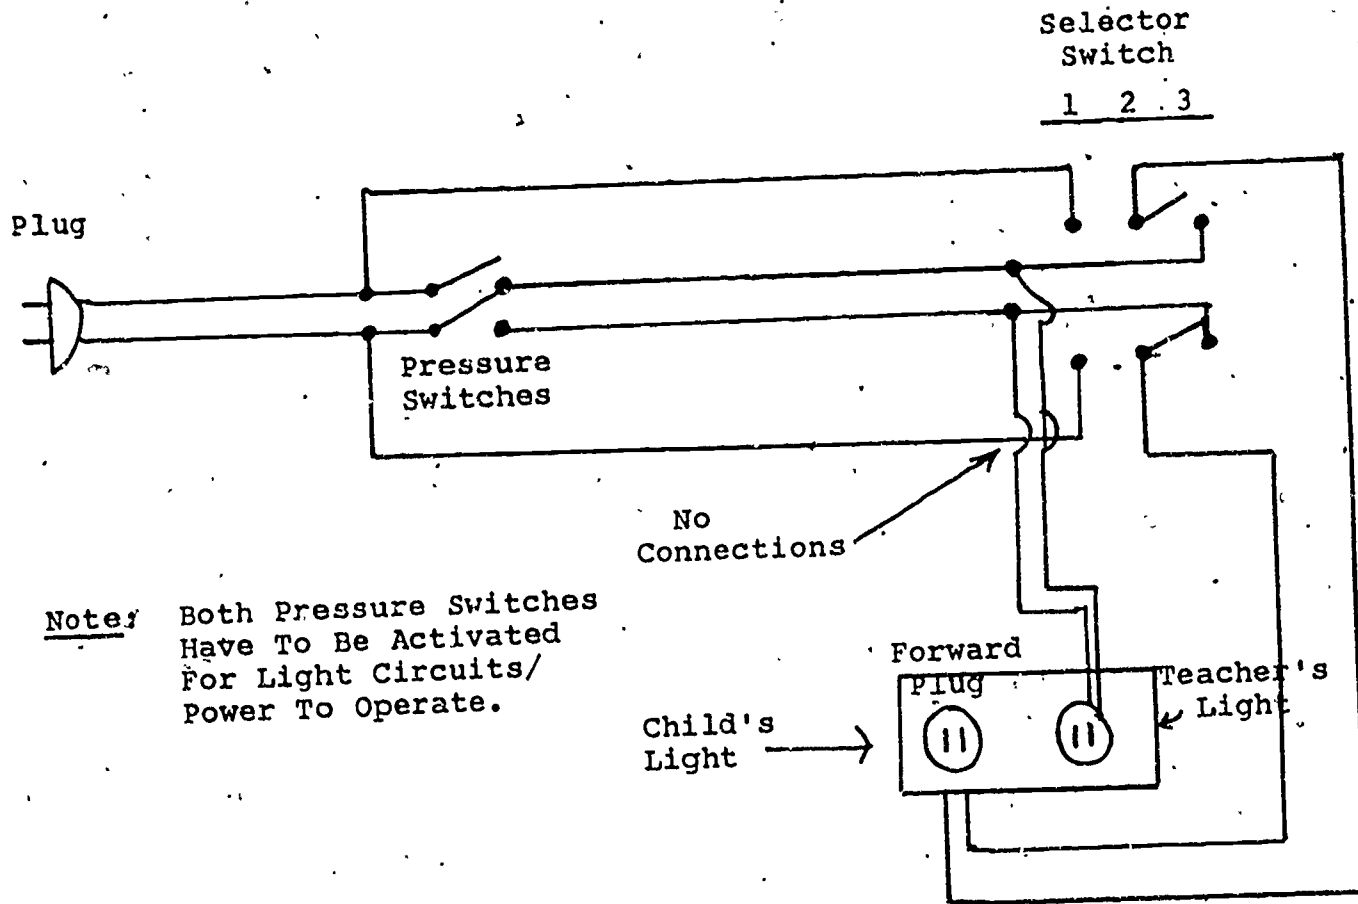 Selector
Switch
1 2 3
Plug
Pressure
Switches
No
Connections
Note: Both Pressure Switches
Have To Be Activated
For Light Circuits/
Power To Operate.
Forward
Plug
Teacher's
Light
Child's
Light